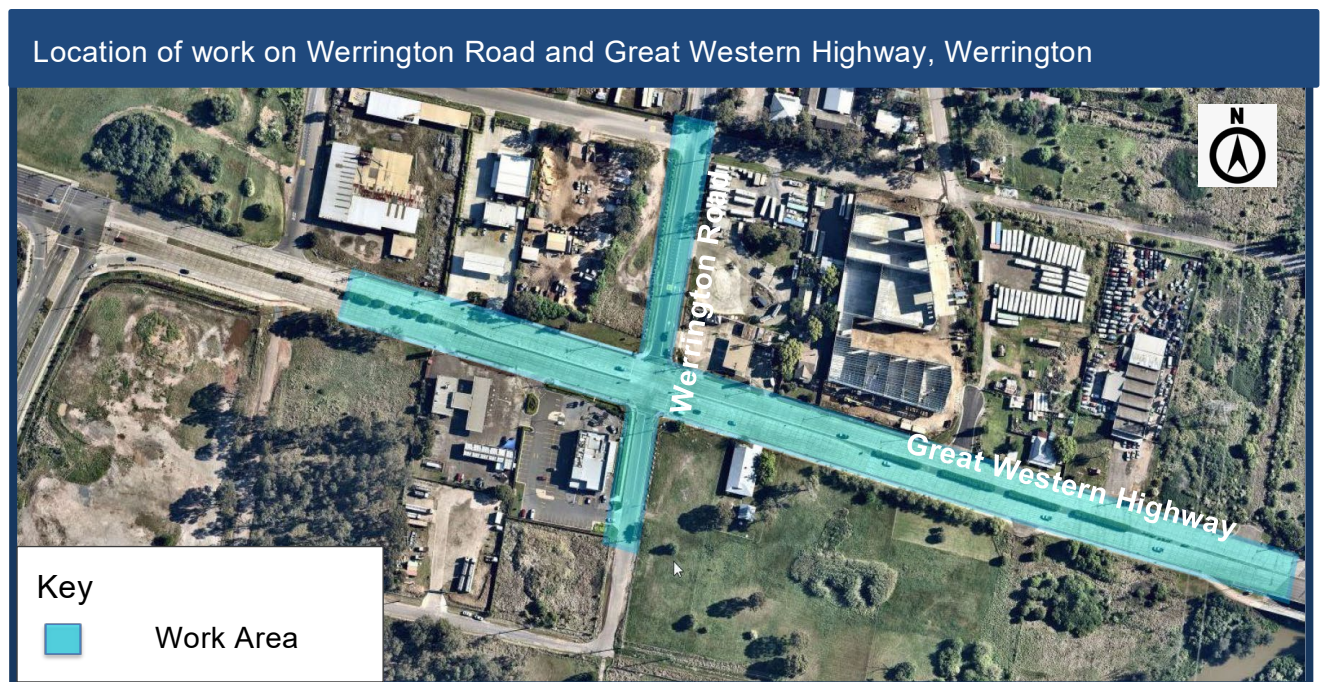 Location of work on Werrington Road and Great Western Highway, Werrington
N
Werrington Road
Great Western Highway
Key
Work Area